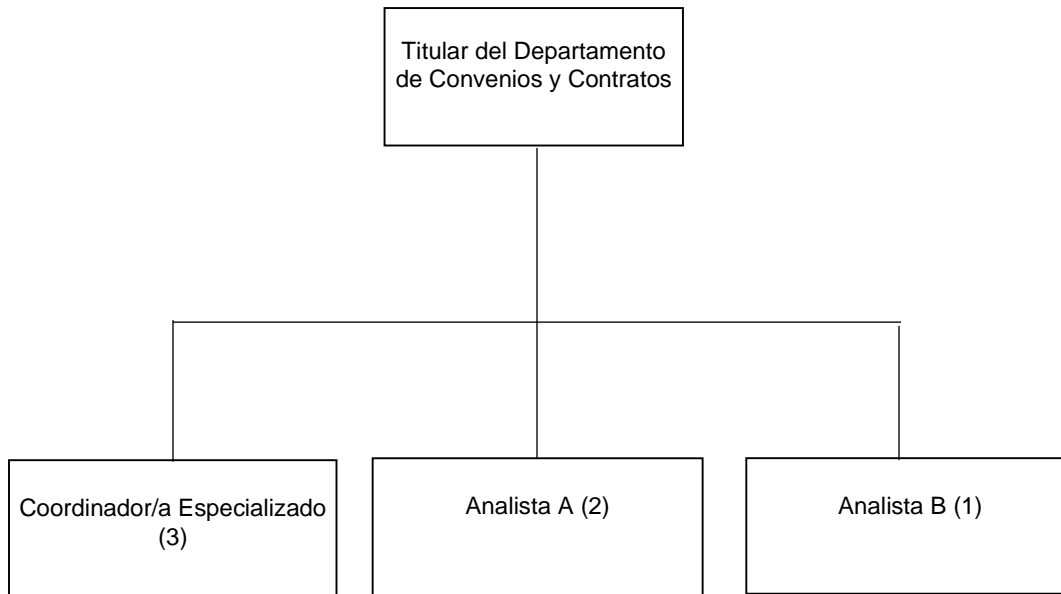 Titular del Departamento
de Convenios y Contratos
Coordinador/a Especializado
(3)
Analista A (2)
Analista B (1)